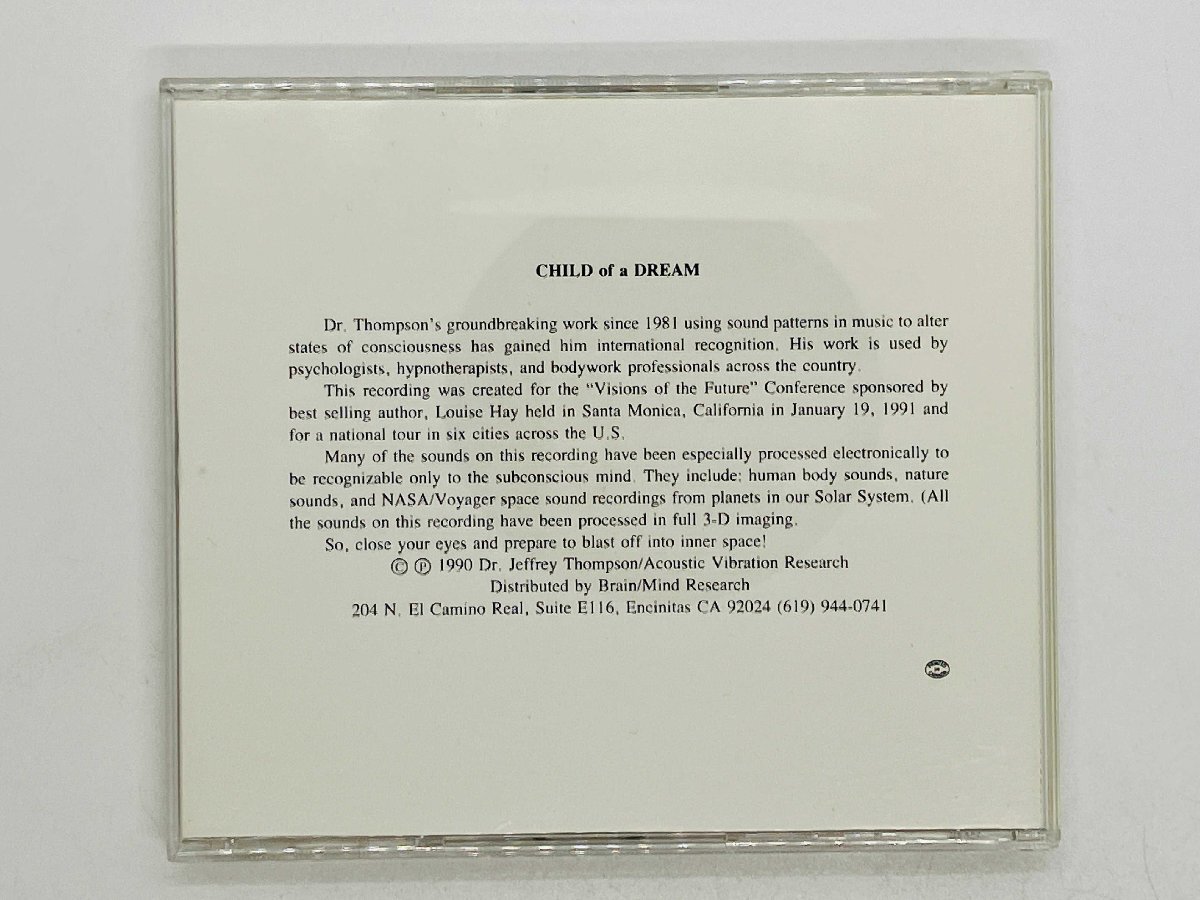 CHILD of a DREAM
Dr. Thompson's groundbreaking work since 1981 using sound patterns in music to alter
states of consciousness has gained him international recognition. His work is used by
psychologists, hypnotherapists, and bodywork professionals across the country.
This recording was created for the "Visions of the Future" Conference sponsored by
best selling author, Louise Hay held in Santa Monica, California in January 19, 1991 and
for a national tour in six cities across the U.S.
Many of the sounds on this recording have been especially processed electronically to
be recognizable only to the subconscious mind. They include: human body sounds, nature
sounds, and NASA/Voyager space sound recordings from planets in our Solar System. (All
the sounds on this recording have been processed in full 3-D imaging.
So, close your eyes and prepare to blast off into inner space!
© ℗ 1990 Dr. Jeffrey Thompson/Acoustic Vibration Research
Distributed by Brain/Mind Research
204 N. El Camino Real, Suite E116, Encinitas CA 92024 (619) 944-0741